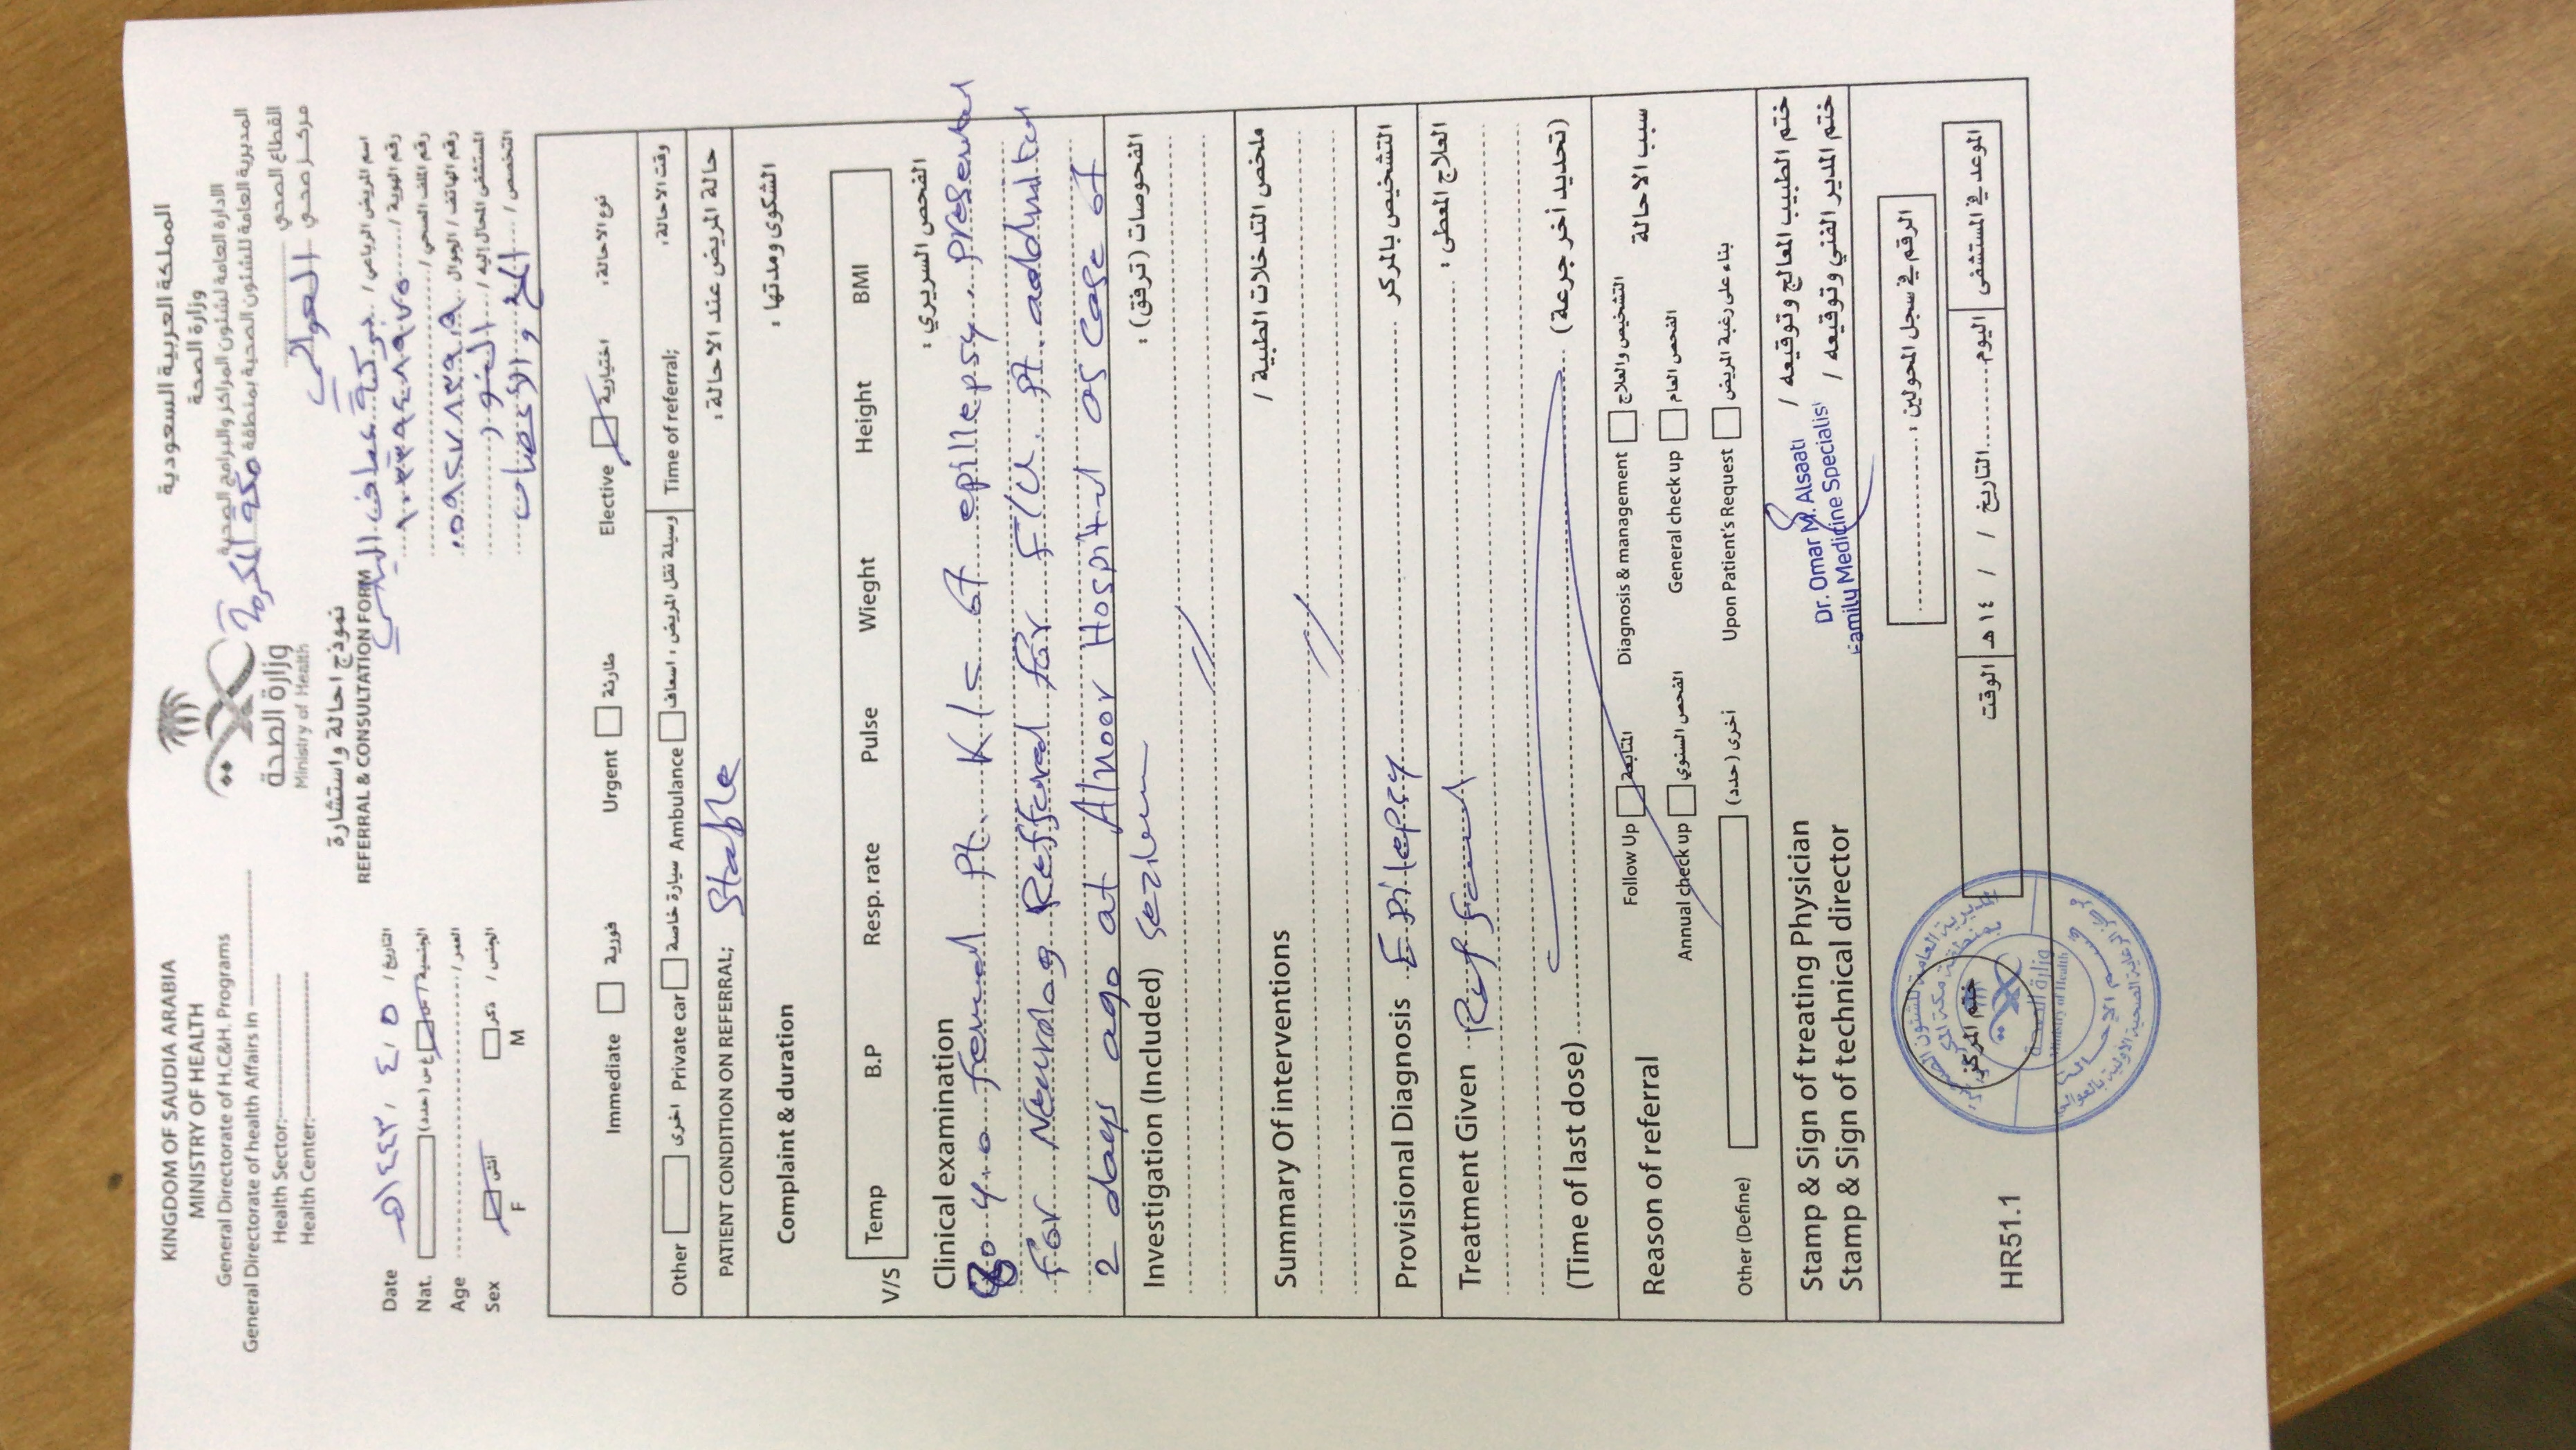 KINGDOM OF SAUDIA ARABIA
MINISTRY OF HEALTH
General Directorate of H.C&H. Programs
General Directorate of health Affairs in
Health Sector:
Health Center:
وزارة الصحة
Ministry of Health
المملكة العربية السعودية
وزارة الصحة
الادارة العامة لشئون المراكز والبرامج الصحية
المديرية العامة للشئون الصحية بمنطقة مكة المكرمة
القطاع الصحي
مركز صحي العوالي
نموذج احالة واستشارة
REFERRAL & CONSULTATION FORM
اسم المريض الرباعي / بركة
رقم الهوية /
رقم الملف الصحي /
رقم الهاتف / الجوال
المستشفى المحال إليه / النور
التخصص / المخ والأعصاب
Date ٥ / ٤ / ١٤٤٣هـ التاريخ /
Nat. الجنسية / س غ س (حدد)
Age العمر /
Sex أنثى ذكر الجنس /
F M
Immediate فورية Urgent طارئة Elective اختيارية نوع الاحالة:
Other اخرى Private car سيارة خاصة Ambulance وسيلة نقل المريض : اسعاف Time of referral; وقت الاحالة:
PATIENT CONDITION ON REFERRAL; Stable حالة المريض عند الاحالة :
Complaint & duration الشكوى ومدتها :
V/S Temp B.P Resp. rate Pulse Wieght Height BMI
Clinical examination الفحص السريري :
80 y.o femal pt. K/c of epillepsy. presented
for Neurolog Reffered for F/U. pt. addmitted
2 days ago at Alnoor Hospital as case of
Investigation (Included) الفحوصات (ترفق) :
Summary Of interventions ملخص التدخلات الطبية /
Provisional Diagnosis Epilepsy التشخيص بالمركز
Treatment Given العلاج المعطى :
(Time of last dose) (تحديد أخر جرعة)
Reason of referral Follow Up المتابعة Diagnosis & management التشخيص والعلاج سبب الاحالة
Annual check up الفحص السنوي General check up الفحص العام
Other (Define) أخرى (حدد) Upon Patient's Request بناء على رغبة المريض
Stamp & Sign of treating Physician ختم الطبيب المعالج وتوقيعه /
Stamp & Sign of technical director ختم المدير الفني وتوقيعه /
Dr. Omar M. Alsaati
Family Medicine Specialist
الرقم في سجل المحولين :
الموعد في المستشفى اليوم التاريخ / / ١٤ هـ الوقت
ختم المركز
المديرية العامة للشئون الصحية
بمنطقة مكة المكرمة
وزارة الصحة
Ministry of Health
قسم الإحالات
مركز الرعاية الصحية الأولية بالعوالي
HR51.1